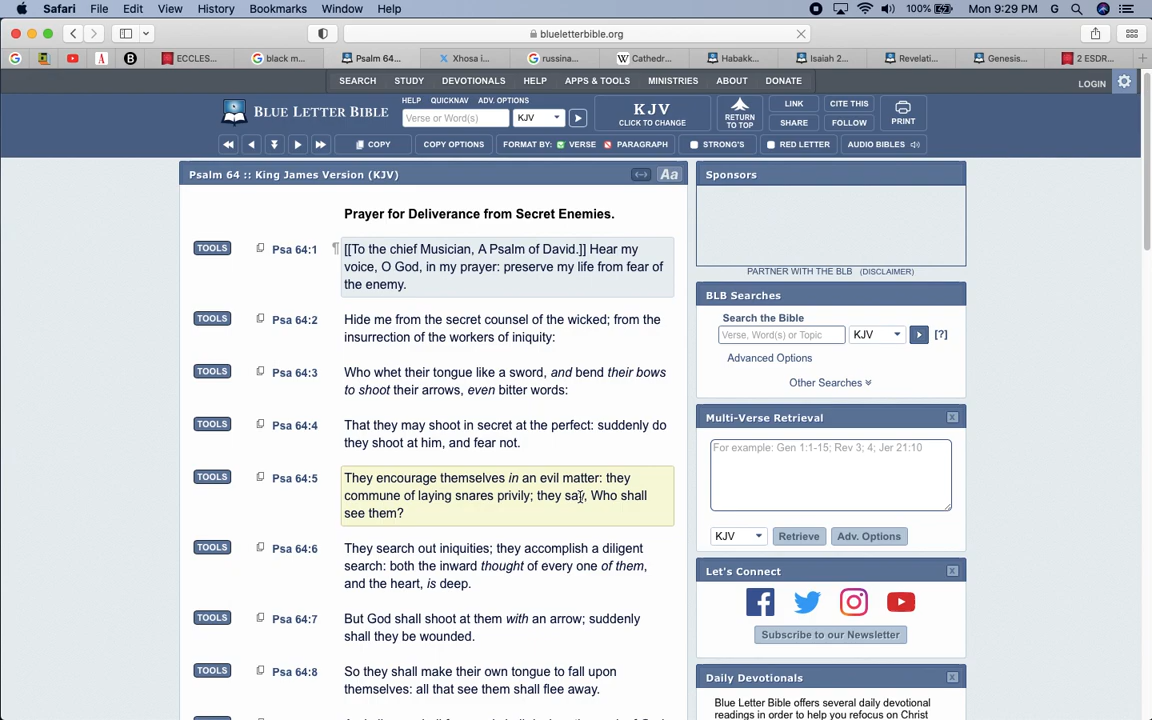 Safari File Edit View History Bookmarks Window Help 100% Mon 9:29 PM G
blueletterbible.org
ECCLES... black m... Psalm 64... Xhosa i... russina... Cathedr... Habakk... Isaiah 2... Revelati... Genesis... 2 ESDR...
SEARCH STUDY DEVOTIONALS HELP APPS & TOOLS MINISTRIES ABOUT DONATE LOGIN
HELP QUICKNAV ADV. OPTIONS
BLUE LETTER BIBLE
Verse or Word(s) KJV
KJV
CLICK TO CHANGE
RETURN
TO TOP
LINK CITE THIS
SHARE FOLLOW
PRINT
COPY COPY OPTIONS FORMAT BY: VERSE PARAGRAPH STRONG'S RED LETTER AUDIO BIBLES
Psalm 64 :: King James Version (KJV) Aa
Prayer for Deliverance from Secret Enemies.
TOOLS Psa 64:1 ¶ [[To the chief Musician, A Psalm of David.]] Hear my
voice, O God, in my prayer: preserve my life from fear of
the enemy.
TOOLS Psa 64:2 Hide me from the secret counsel of the wicked; from the
insurrection of the workers of iniquity:
TOOLS Psa 64:3 Who whet their tongue like a sword, and bend their bows
to shoot their arrows, even bitter words:
TOOLS Psa 64:4 That they may shoot in secret at the perfect: suddenly do
they shoot at him, and fear not.
TOOLS Psa 64:5 They encourage themselves in an evil matter: they
commune of laying snares privily; they say, Who shall
see them?
TOOLS Psa 64:6 They search out iniquities; they accomplish a diligent
search: both the inward thought of every one of them,
and the heart, is deep.
TOOLS Psa 64:7 But God shall shoot at them with an arrow; suddenly
shall they be wounded.
TOOLS Psa 64:8 So they shall make their own tongue to fall upon
themselves: all that see them shall flee away.
Sponsors
PARTNER WITH THE BLB (DISCLAIMER)
BLB Searches
Search the Bible
Verse, Word(s) or Topic KJV [?]
Advanced Options
Other Searches
Multi-Verse Retrieval
For example: Gen 1:1-15; Rev 3; 4; Jer 21:10
KJV Retrieve Adv. Options
Let's Connect
Subscribe to our Newsletter
Daily Devotionals
Blue Letter Bible offers several daily devotional
readings in order to help you refocus on Christ